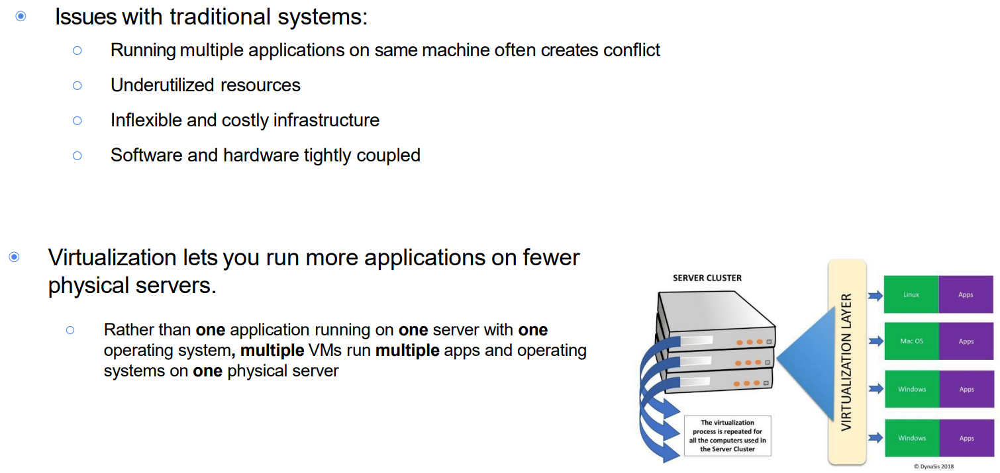 Issues with traditional systems:
Running multiple applications on same machine often creates conflict
Underutilized resources
Inflexible and costly infrastructure
Software and hardware tightly coupled
Virtualization lets you run more applications on fewer
physical servers.
Rather than one application running on one server with one
operating system, multiple VMs run multiple apps and operating
systems on one physical server
SERVER CLUSTER
The virtualization
process is repeated for
all the computers used in
the Server Cluster
VIRTUALIZATION LAYER
Linux Apps
Mac OS Apps
Windows Apps
Windows Apps
© DynaSis 2018